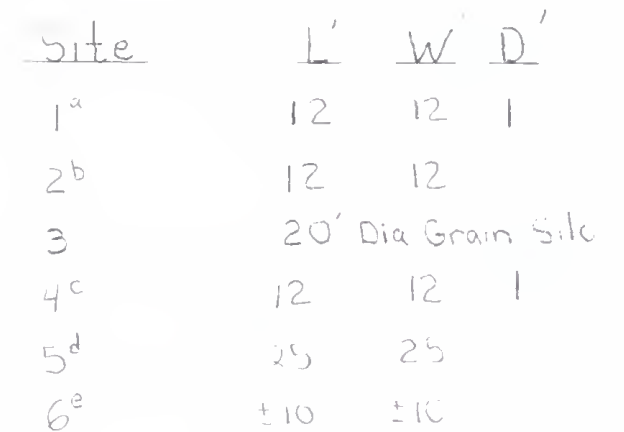 Site L' W' D'
1a 12 12 1
2b 12 12
3 20' Dia Grain Silo
4c 12 12 1
5d 25 25
6e ±10 ±10